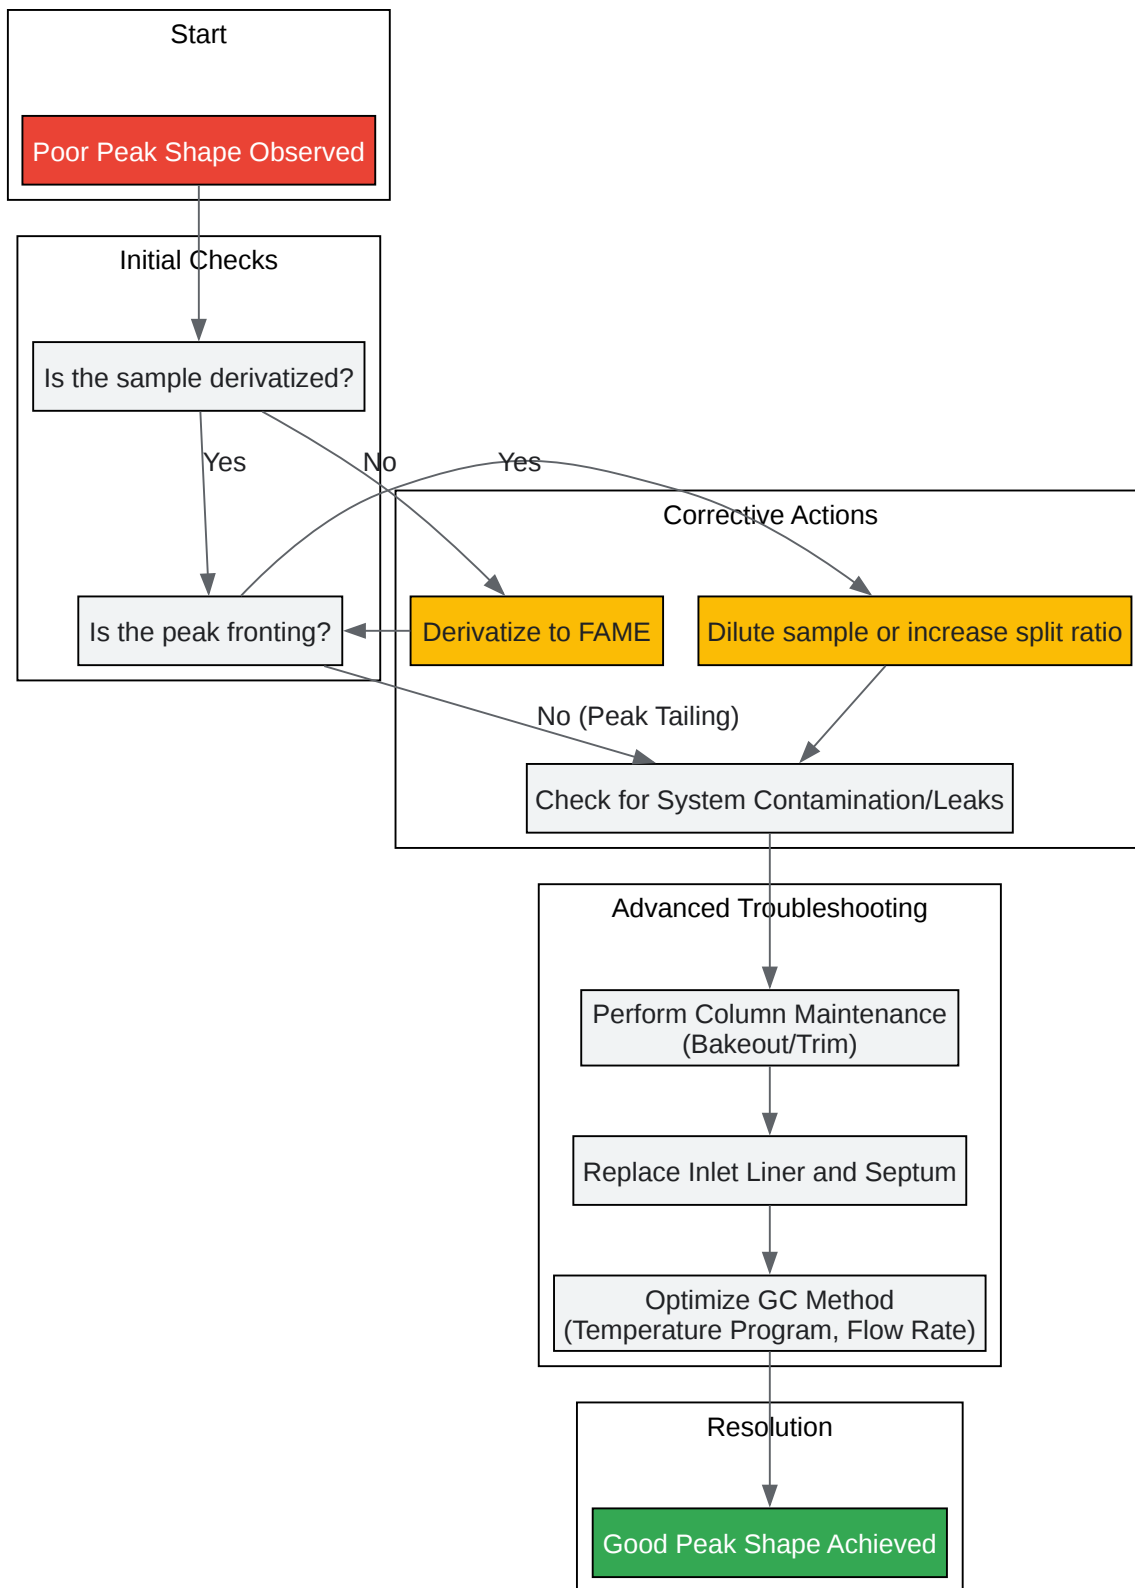 Start
Poor Peak Shape Observed
Initial Checks
Is the sample derivatized?
Yes
No
Yes
Corrective Actions
Is the peak fronting?
Derivatize to FAME
Dilute sample or increase split ratio
No (Peak Tailing)
Check for System Contamination/Leaks
Advanced Troubleshooting
Perform Column Maintenance
(Bakeout/Trim)
Replace Inlet Liner and Septum
Optimize GC Method
(Temperature Program, Flow Rate)
Resolution
Good Peak Shape Achieved